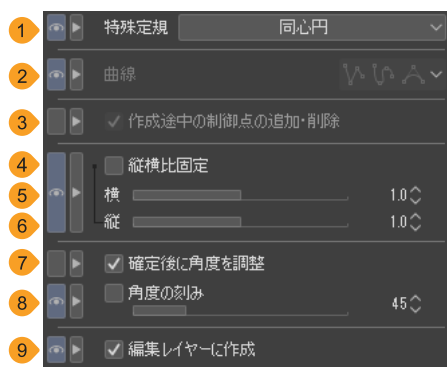 1 特殊定規 同心円
2 曲線
3 作成途中の制御点の追加・削除
4 縦横比固定
5 横 1.0
6 縦 1.0
7 確定後に角度を調整
8 角度の刻み 45
9 編集レイヤーに作成